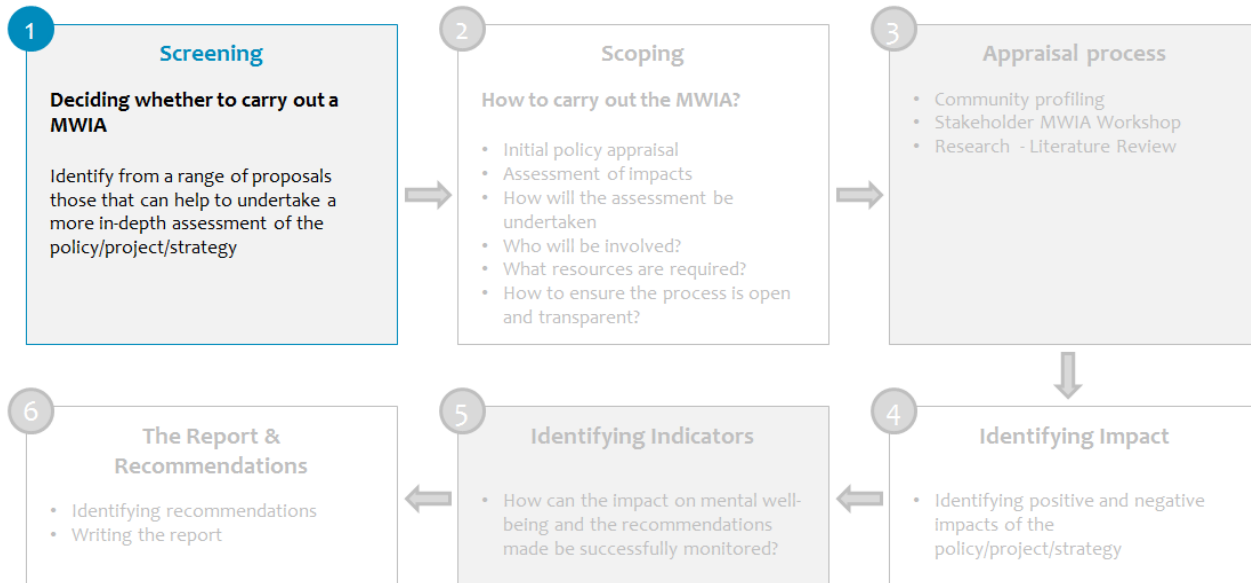 1
Screening
Deciding whether to carry out a
MWIA
Identify from a range of proposals
those that can help to undertake a
more in-depth assessment of the
policy/project/strategy
2
Scoping
How to carry out the MWIA?
• Initial policy appraisal
• Assessment of impacts
• How will the assessment be
undertaken
• Who will be involved?
• What resources are required?
• How to ensure the process is open
and transparent?
3
Appraisal process
• Community profiling
• Stakeholder MWIA Workshop
• Research - Literature Review
4
Identifying Impact
• Identifying positive and negative
impacts of the
policy/project/strategy
5
Identifying Indicators
• How can the impact on mental well-
being and the recommendations
made be successfully monitored?
6
The Report &
Recommendations
• Identifying recommendations
• Writing the report